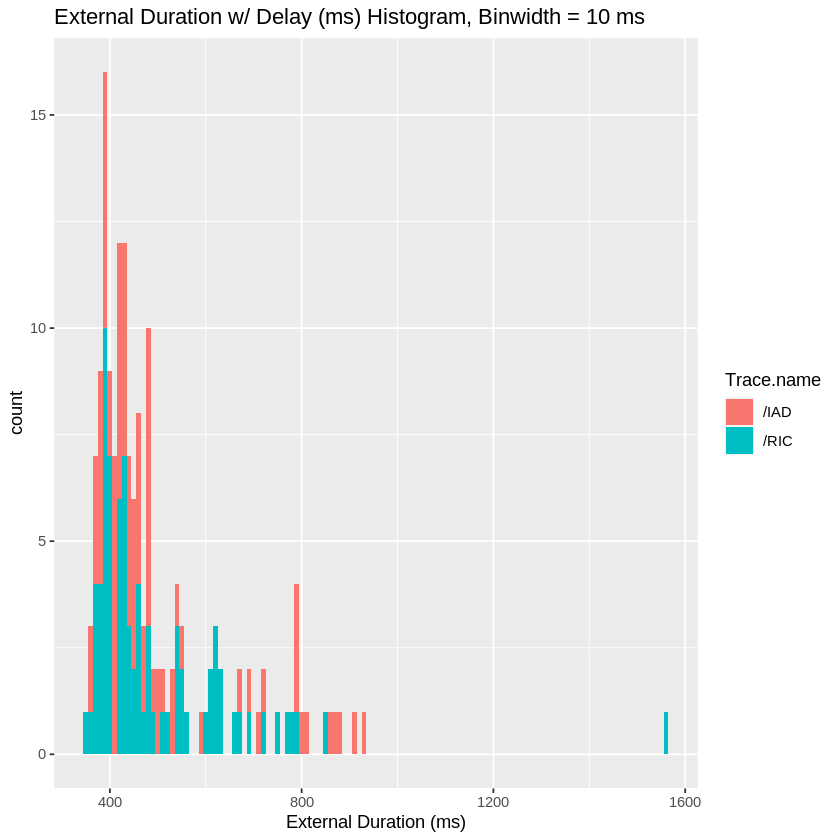 External Duration w/ Delay (ms) Histogram, Binwidth = 10 ms
15
10
5
0
count
400
800
1200
1600
External Duration (ms)
Trace.name
/IAD
/RIC